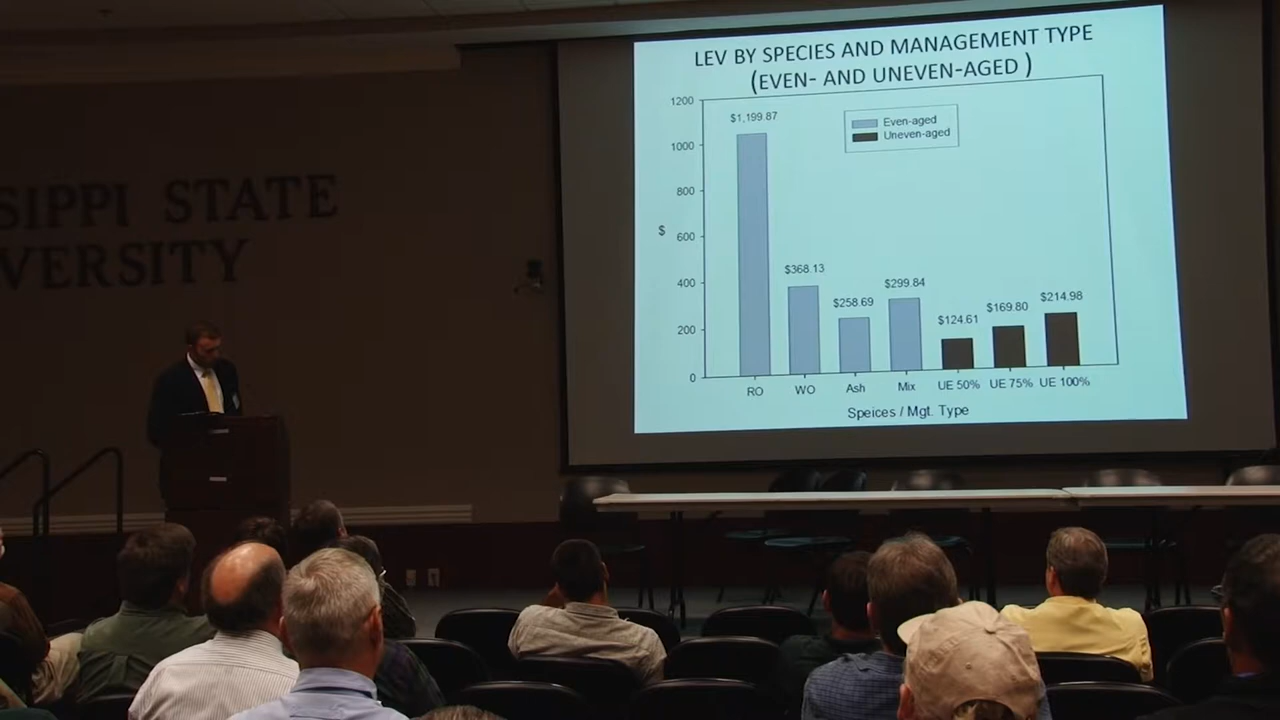 SIPPI STATE
VERSITY
LEV BY SPECIES AND MANAGEMENT TYPE
(EVEN- AND UNEVEN-AGED )
1200
1000
800
600
400
200
0
$
Even-aged
Uneven-aged
$1,199.87
$368.13
$258.69
$299.84
$124.61
$169.80
$214.98
RO WO Ash Mix UE 50% UE 75% UE 100%
Speices / Mgt. Type